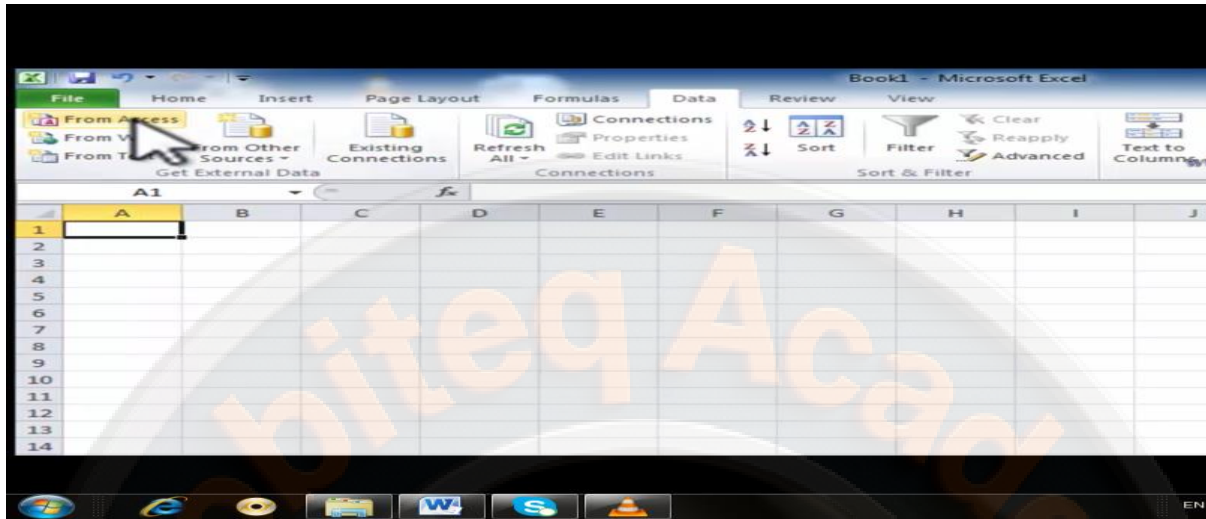 Book1 - Microsoft Excel
File Home Insert Page Layout Formulas Data Review View
From Access
From Other Sources
Existing Connections
Refresh All
Connections
Properties
Edit Links
Sort
Filter
Clear
Reapply
Advanced
Text to Columns
Get External Data
Connections
Sort & Filter
A1
fx
A B C D E F G H I J
1
2
3
4
5
6
7
8
9
10
11
12
13
14
biteq Acad
W
S
EN